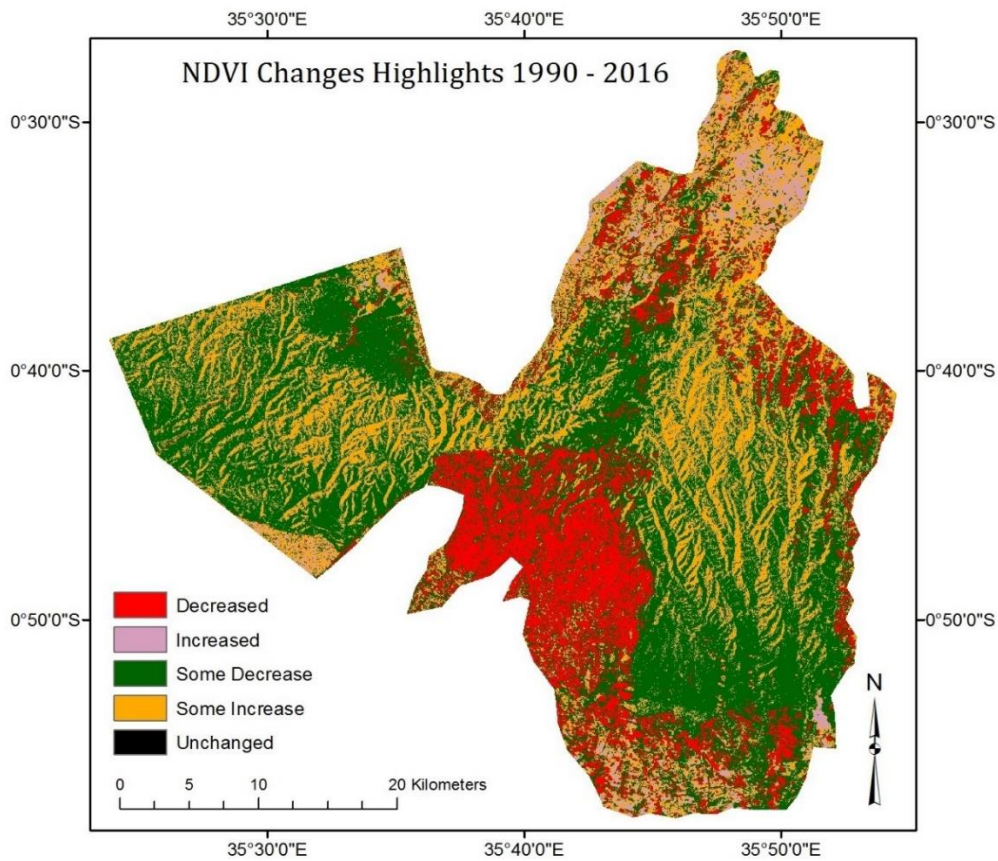 35°30'0"E 35°40'0"E 35°50'0"E
NDVI Changes Highlights 1990 - 2016
0°30'0"S 0°30'0"S
0°40'0"S 0°40'0"S
0°50'0"S 0°50'0"S
Decreased
Increased
Some Decrease
Some Increase
Unchanged
N
0 5 10 20 Kilometers
35°30'0"E 35°40'0"E 35°50'0"E